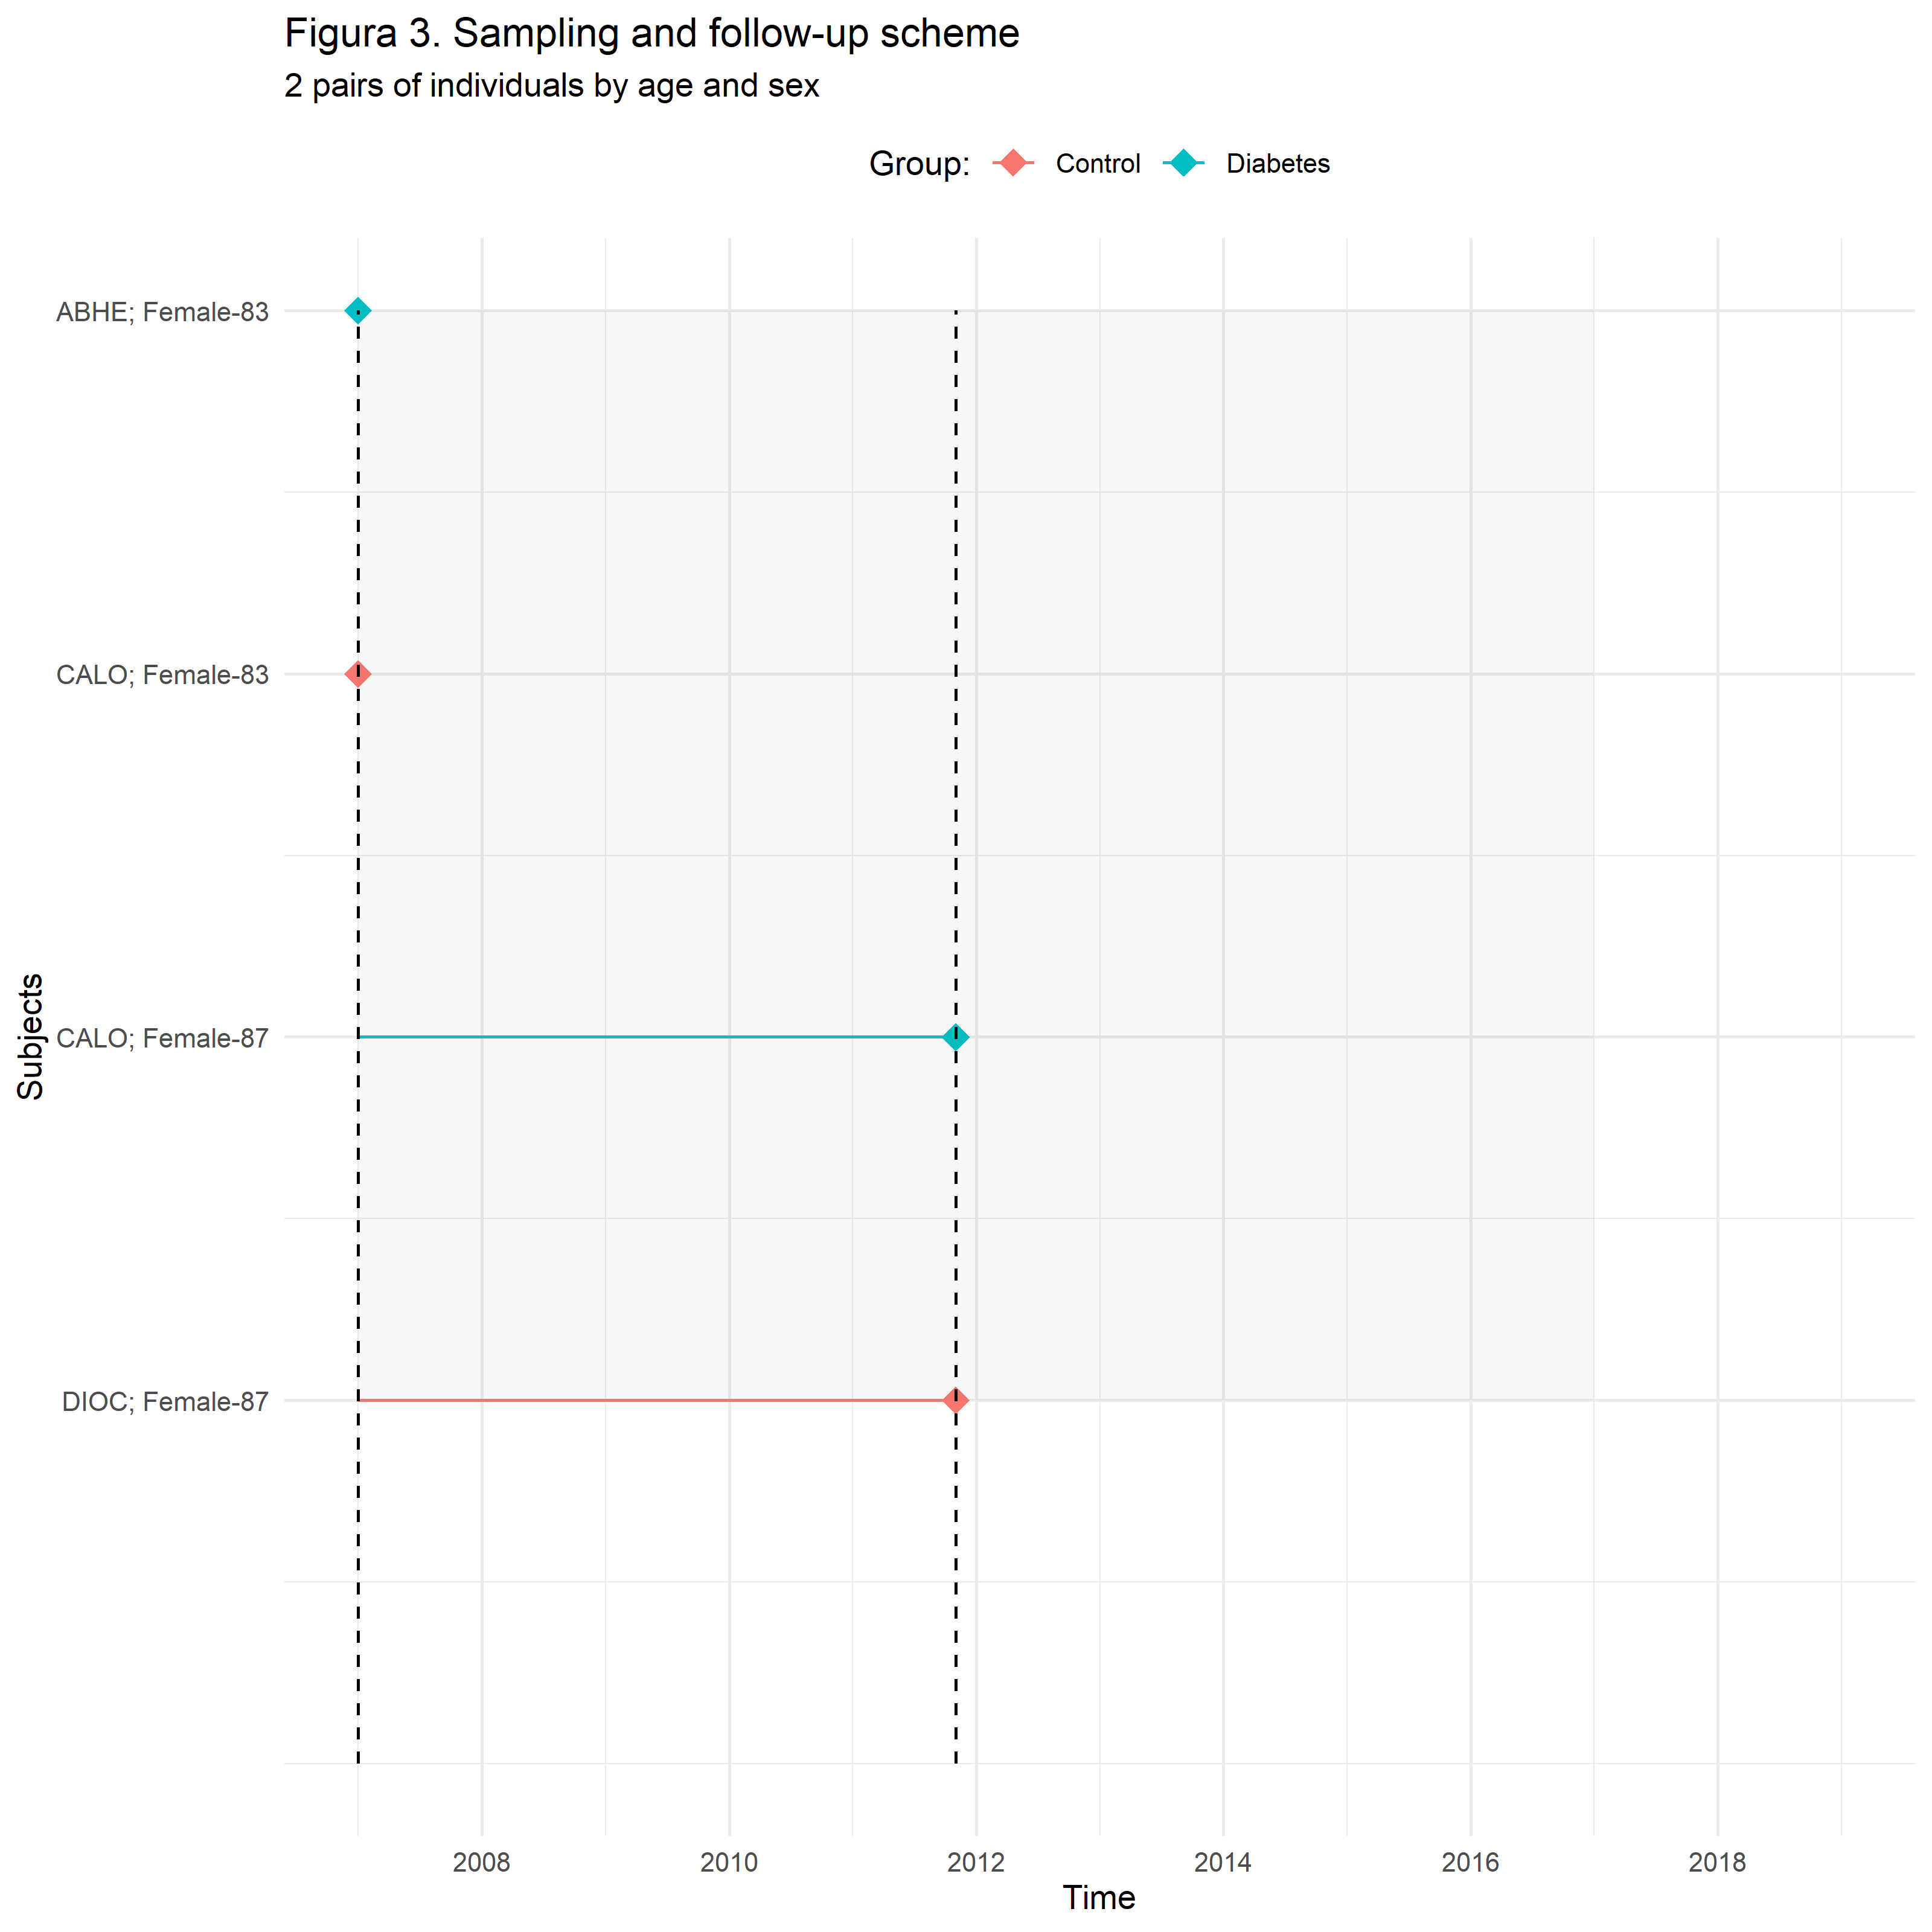 Figura 3. Sampling and follow-up scheme
2 pairs of individuals by age and sex
Group: Control Diabetes
ABHE; Female-83
CALO; Female-83
CALO; Female-87
DIOC; Female-87
Subjects
2008 2010 2012 2014 2016 2018
Time